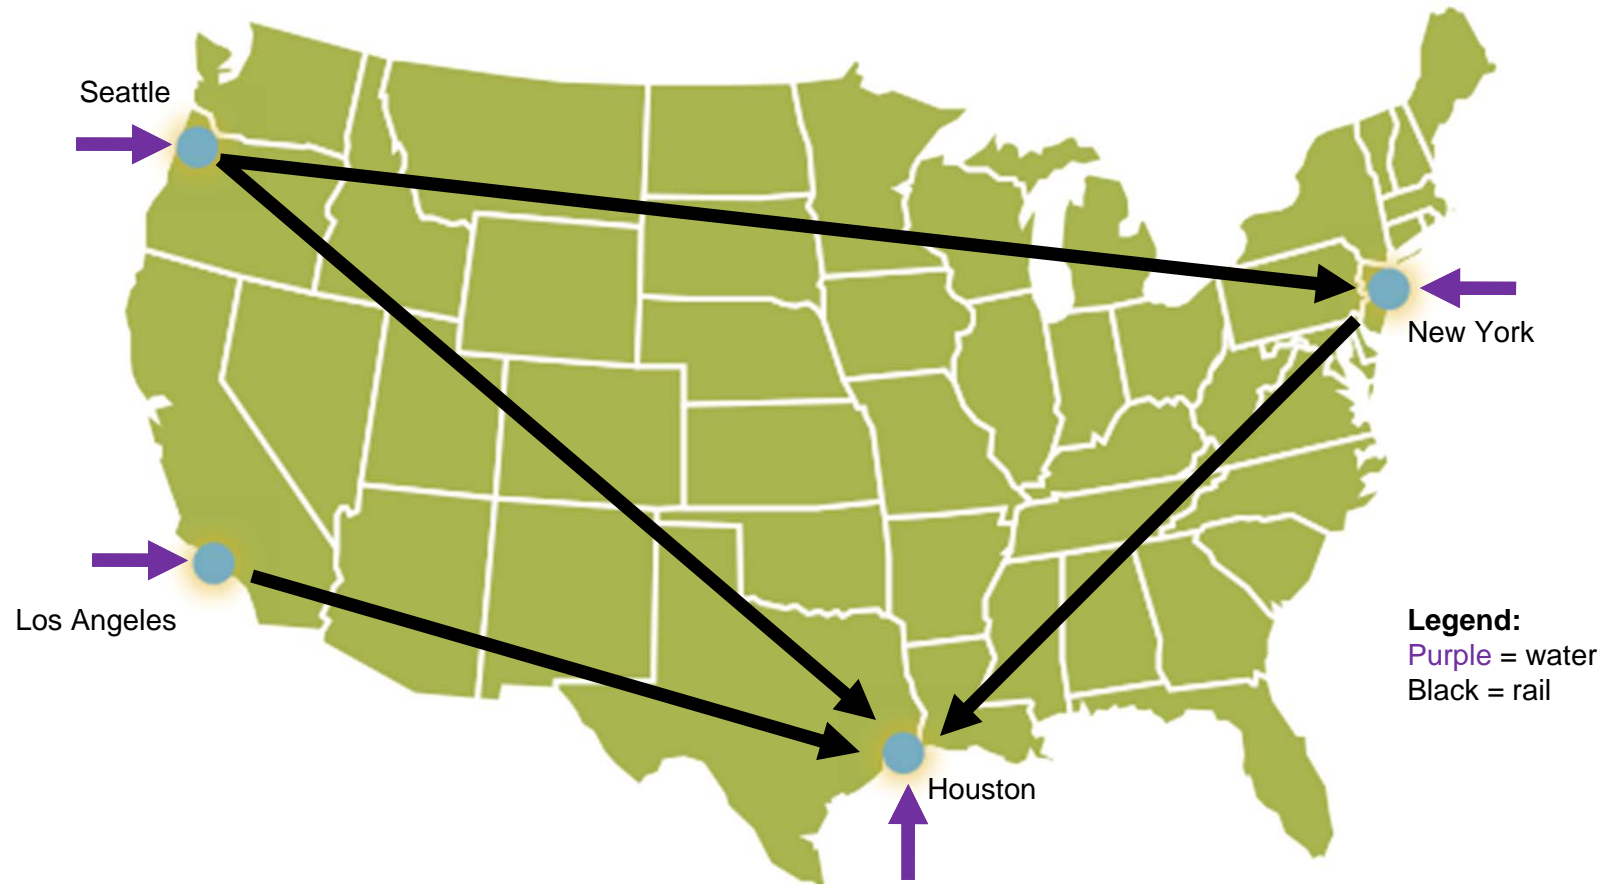 Seattle
New York
Los Angeles
Legend:
Purple = water
Black = rail
Houston